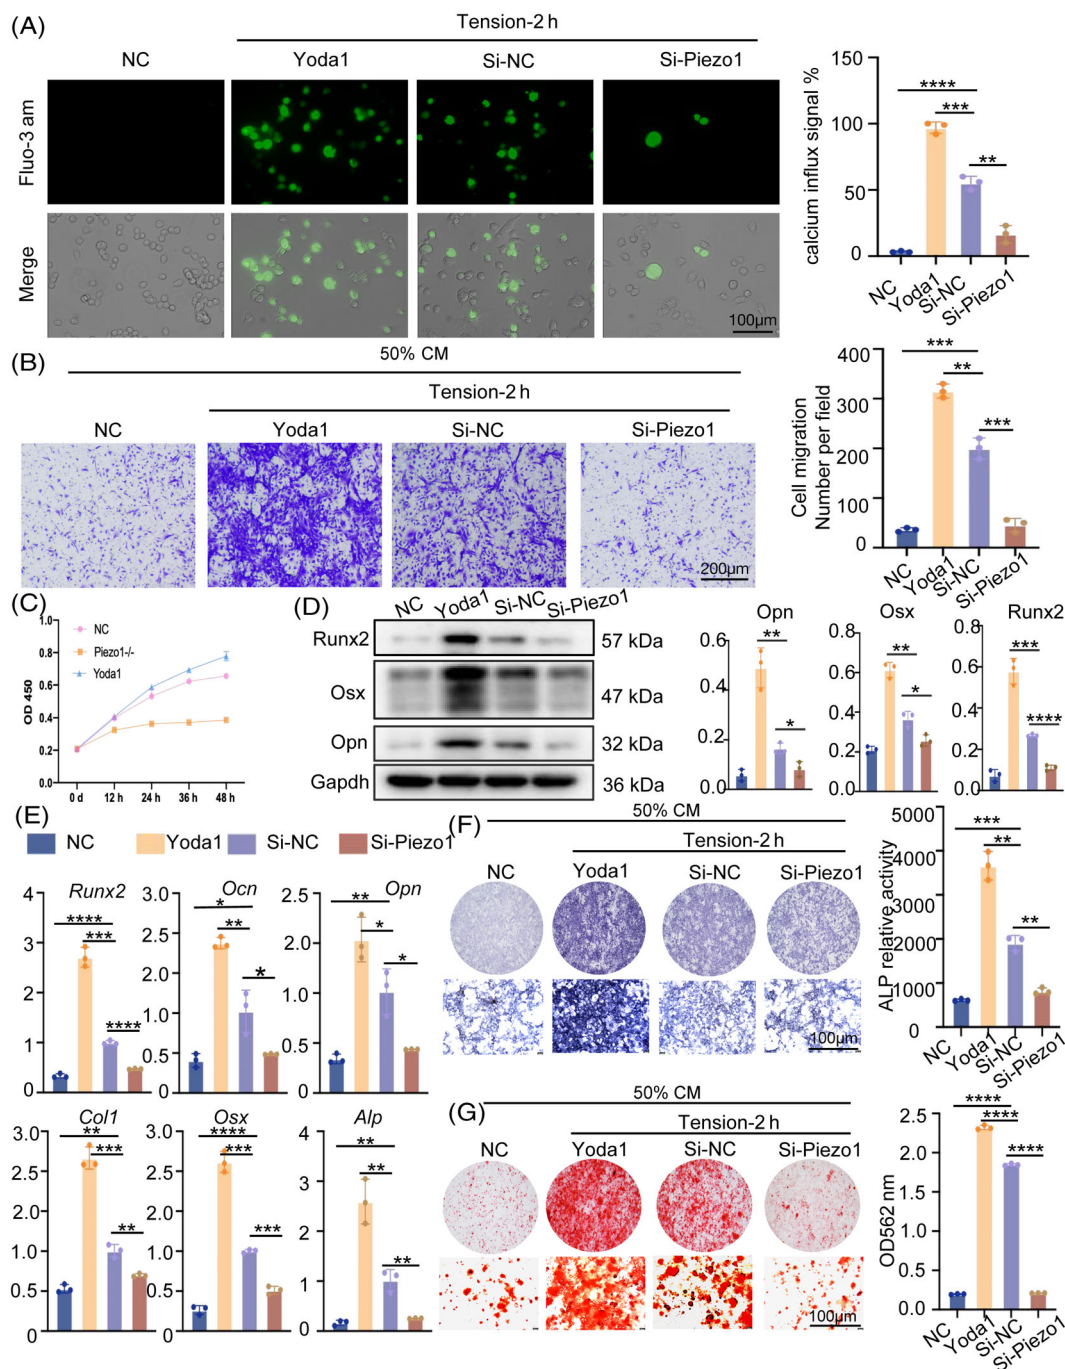 (A)
Tension-2 h
NC Yoda1 Si-NC Si-Piezo1
Fluo-3 am
Merge
100μm
calcium influx signal %
150
100
50
0
**** *** **
NC Yoda1 Si-NC Si-Piezo1
(B)
50% CM
Tension-2 h
NC Yoda1 Si-NC Si-Piezo1
200μm
Cell migration
Number per field
400
300
200
100
0
*** ** ***
NC Yoda1 Si-NC Si-Piezo1
(C)
OD 450
1.0
0.8
0.6
0.4
0.2
0.0
NC
Piezo1-/-
Yoda1
0 d 12 h 24 h 36 h 48 h
(D)
NC Yoda1 Si-NC Si-Piezo1
Runx2 57 kDa
Osx 47 kDa
Opn 32 kDa
Gapdh 36 kDa
Opn
0.6
0.4
0.2
0.0
** *
Osx
0.8
0.6
0.4
0.2
0
** *
Runx2
0.8
0.6
0.4
0.2
0
*** ****
(E)
NC Yoda1 Si-NC Si-Piezo1
Runx2
4
3
2
1
0
**** *** ****
Ocn
3.0
2.5
1.0
0.5
0
* ** *
Opn
3
2.0
1.0
0.5
0
** * *
Col1
3.0
2.5
1.0
0.5
0
** *** **
Osx
3.0
2.5
1.0
0.5
0
**** *** ***
Alp
4
3
2
1
0
** ** **
(F)
50% CM
Tension-2 h
NC Yoda1 Si-NC Si-Piezo1
100μm
ALP relative activity
5000
4000
3000
2000
1000
0
*** ** **
NC Yoda1 Si-NC Si-Piezo1
(G)
50% CM
Tension-2 h
NC Yoda1 Si-NC Si-Piezo1
100μm
OD562 nm
2.5
2.0
1.5
1.0
0.5
0.0
**** **** ****
NC Yoda1 Si-NC Si-Piezo1